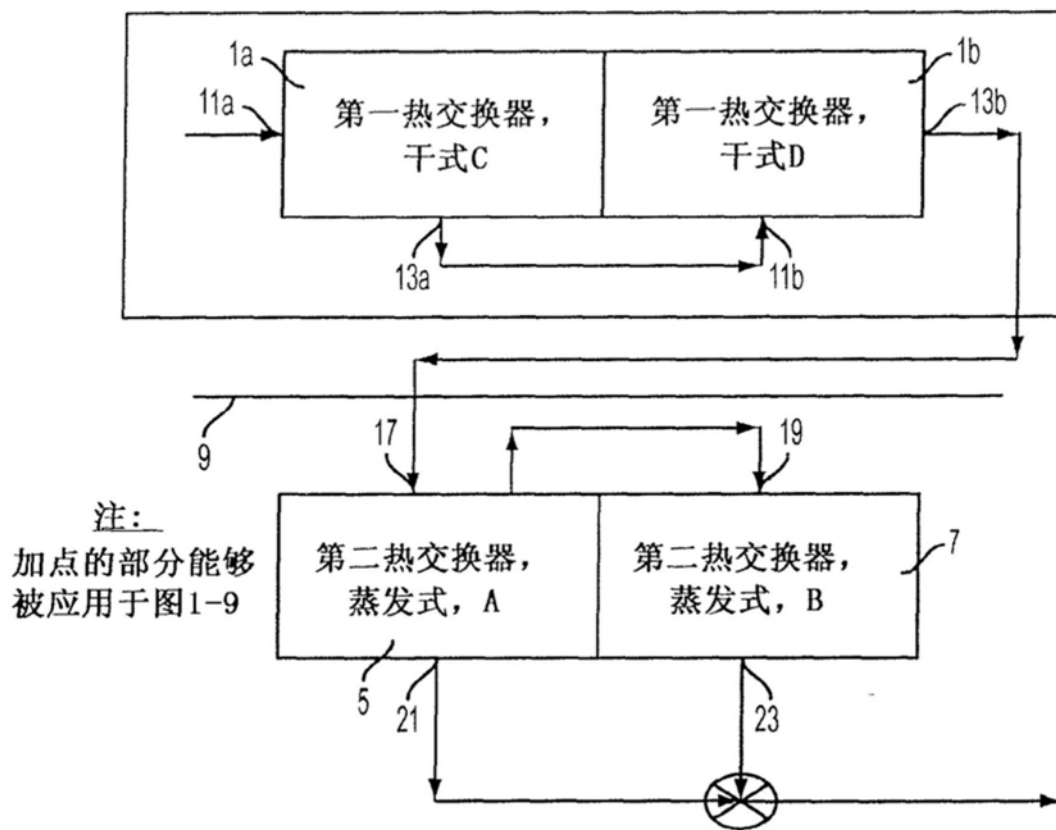 1a
1b
11a
13b
第一热交换器，
干式C
第一热交换器，
干式D
13a
11b
9
17
19
注：
加点的部分能够
被应用于图1-9
第二热交换器，
蒸发式，A
第二热交换器，
蒸发式，B
7
5
21
23